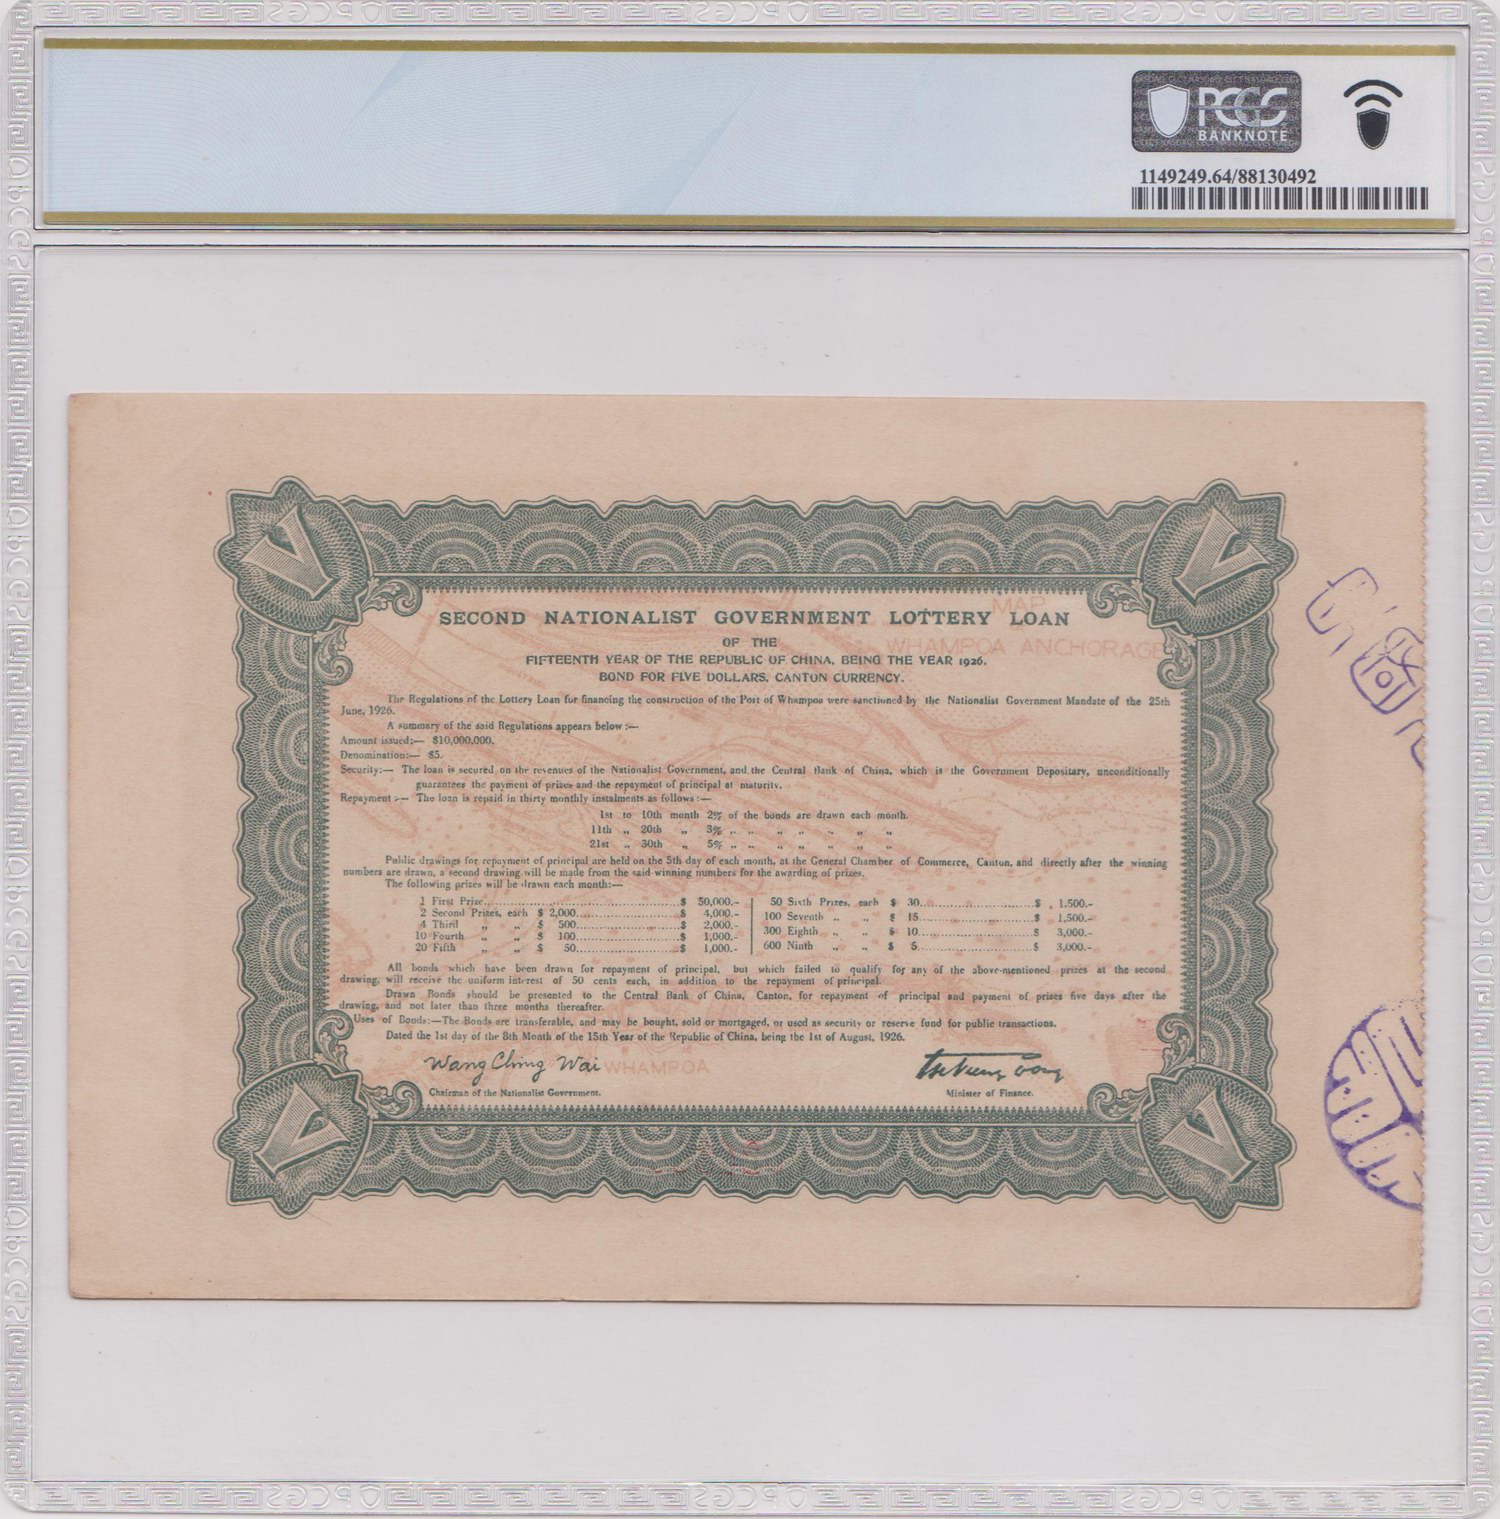 PCGS
BANKNOTE
1149249.64/88130492
V V
MAP
WHAMPOA ANCHORAGE
SECOND NATIONALIST GOVERNMENT LOTTERY LOAN
OF THE
FIFTEENTH YEAR OF THE REPUBLIC OF CHINA, BEING THE YEAR 1926.
BOND FOR FIVE DOLLARS, CANTON CURRENCY.
The Regulations of the Lottery Loan for financing the construction of the Port of Whampoa were sanctioned by the Nationalist Government Mandate of the 25th
June, 1926.
A summary of the said Regulations appears below :—
Amount issued:— $10,000,000.
Denomination:— $5.
Security:— The loan is secured on the revenues of the Nationalist Government, and the Central Bank of China, which is the Government Depositary, unconditionally
guarantees the payment of prizes and the repayment of principal at maturity.
Repayment :— The loan is repaid in thirty monthly instalments as follows :—
1st to 10th month 2% of the bonds are drawn each month.
11th „ 20th „ 3% „ „ „ „ „ „ „
21st „ 30th „ 5% „ „ „ „ „ „ „
Public drawings for repayment of principal are held on the 5th day of each month, at the General Chamber of Commerce, Canton, and directly after the winning
numbers are drawn, a second drawing will be made from the said winning numbers for the awarding of prizes.
The following prizes will be drawn each month:—
1 First Prize........................................$ 50,000.- | 50 Sixth Prizes, each $ 30........................$ 1,500.-
2 Second Prizes, each $ 2,000........................$ 4,000.- | 100 Seventh „ „ $ 15........................$ 1,500.-
4 Third „ „ $ 500........................$ 2,000.- | 300 Eighth „ „ $ 10........................$ 3,000.-
10 Fourth „ „ $ 100........................$ 1,000.- | 600 Ninth „ „ $ 5........................$ 3,000.-
20 Fifth „ „ $ 50........................$ 1,000.-
All bonds which have been drawn for repayment of principal, but which failed to qualify for any of the above-mentioned prizes at the second
drawing, will receive the uniform interest of 50 cents each, in addition to the repayment of principal.
Drawn Bonds should be presented to the Central Bank of China, Canton, for repayment of principal and payment of prizes five days after the
drawing, and not later than three months thereafter.
Uses of Bonds:—The Bonds are transferable, and may be bought, sold or mortgaged, or used as security or reserve fund for public transactions.
Dated the 1st day of the 8th Month of the 15th Year of the Republic of China, being the 1st of August, 1926.
Wang Ching Wai
WHAMPOA
Chairman of the Nationalist Government. Minister of Finance.
V V